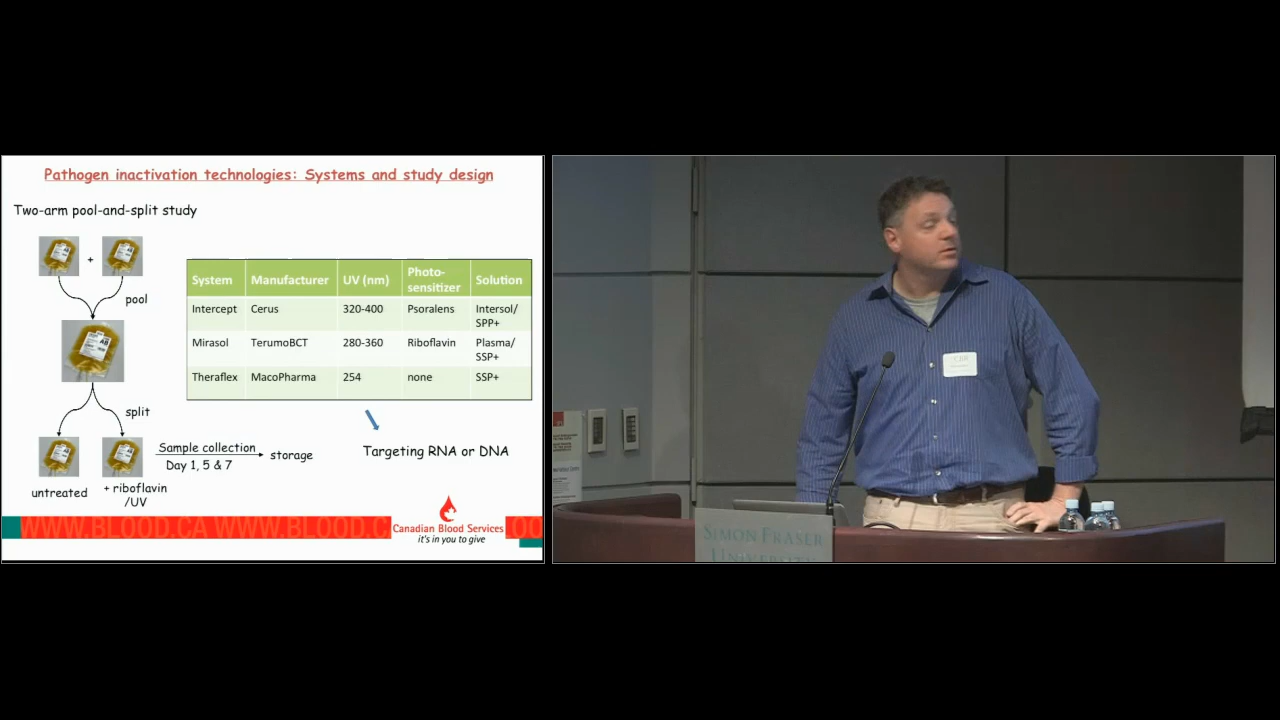 Pathogen inactivation technologies: Systems and study design
Two-arm pool-and-split study
+
pool
split
Sample collection
Day 1, 5 & 7
storage
untreated
+ riboflavin
/UV
System Manufacturer UV (nm) Photo-sensitizer Solution
Intercept Cerus 320-400 Psoralens Intersol/
SPP+
Mirasol TerumoBCT 280-360 Riboflavin Plasma/
SSP+
Theraflex MacoPharma 254 none SSP+
Targeting RNA or DNA
WWW.BLOOD.CA WWW.BLOOD.C
Canadian Blood Services
it's in you to give
SIMON FRASER
UNIVERSITY